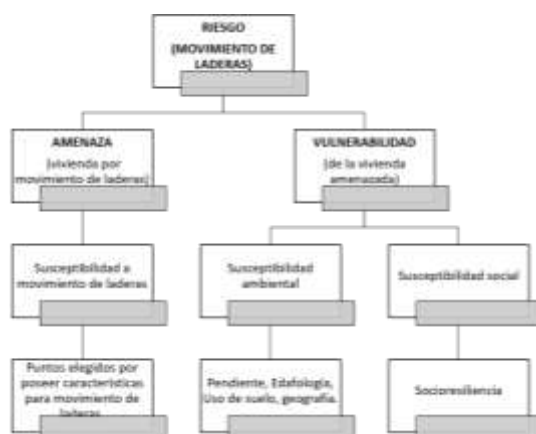 RIESGO
(MOVIMIENTO DE
LADERAS)
AMENAZA
(vivienda por
movimiento de laderas)
VULNERABILIDAD
(de la vivienda
amenazada)
Susceptibilidad a
movimiento de laderas
Susceptibilidad
ambiental
Susceptibilidad social
Puntos elegidos por
poseer características
para movimiento de
laderas
Pendiente, Edafología,
Uso de suelo, geografía.
Socioresiliencia